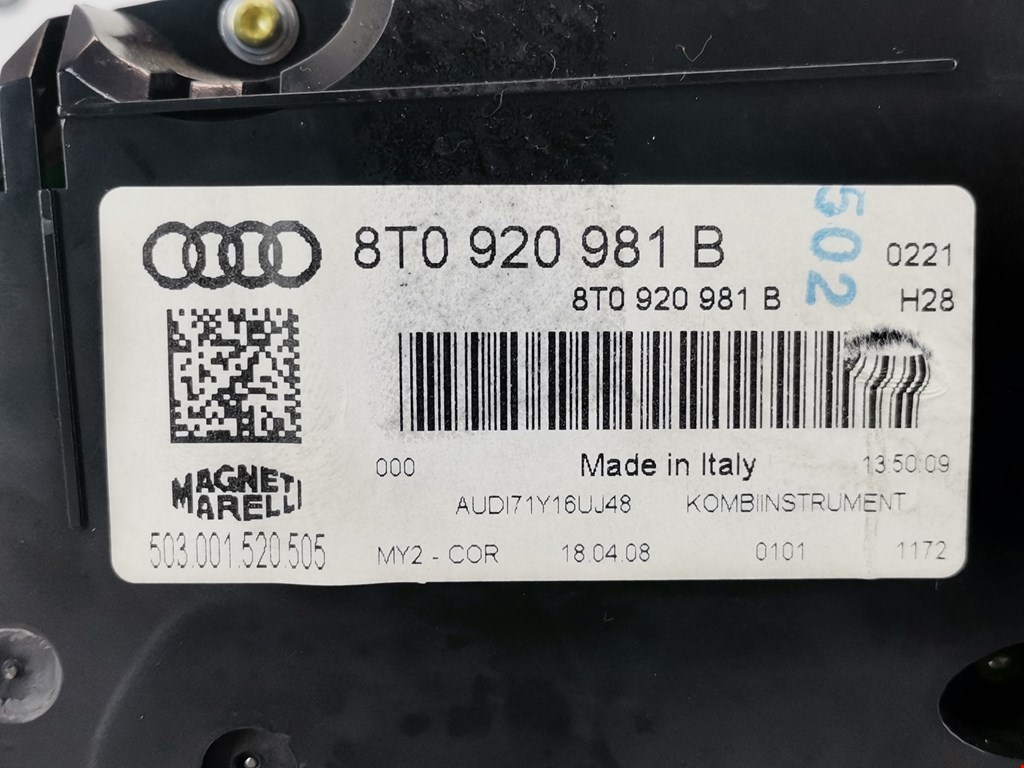 8T0 920 981 B
502
0221
8T0 920 981 B
H28
000
Made in Italy
13:50:09
AUDI71Y16UJ48
KOMBIINSTRUMENT
MAGNETI
MARELLI
503.001.520.505
MY2 - COR
18.04.08
0101
1172